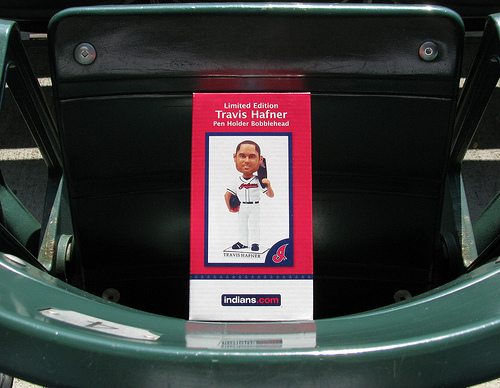 Limited Edition
Travis Hafner
Pen Holder Bobblehead
TRAVIS HAFNER
indians.com